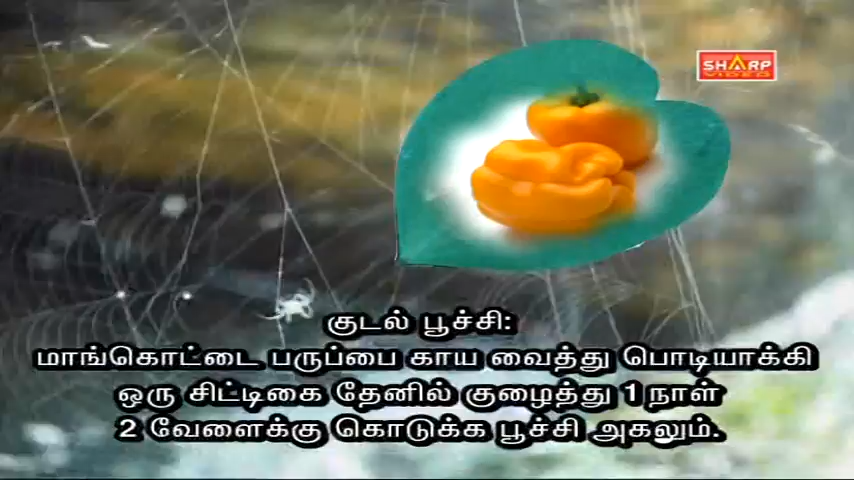 SHARP
VIDEO
குடல் பூச்சி:
மாங்கொட்டை பருப்பை காய வைத்து பொடியாக்கி
ஒரு சிட்டிகை தேனில் குழைத்து 1 நாள்
2 வேளைக்கு கொடுக்க பூச்சி அகலும்.